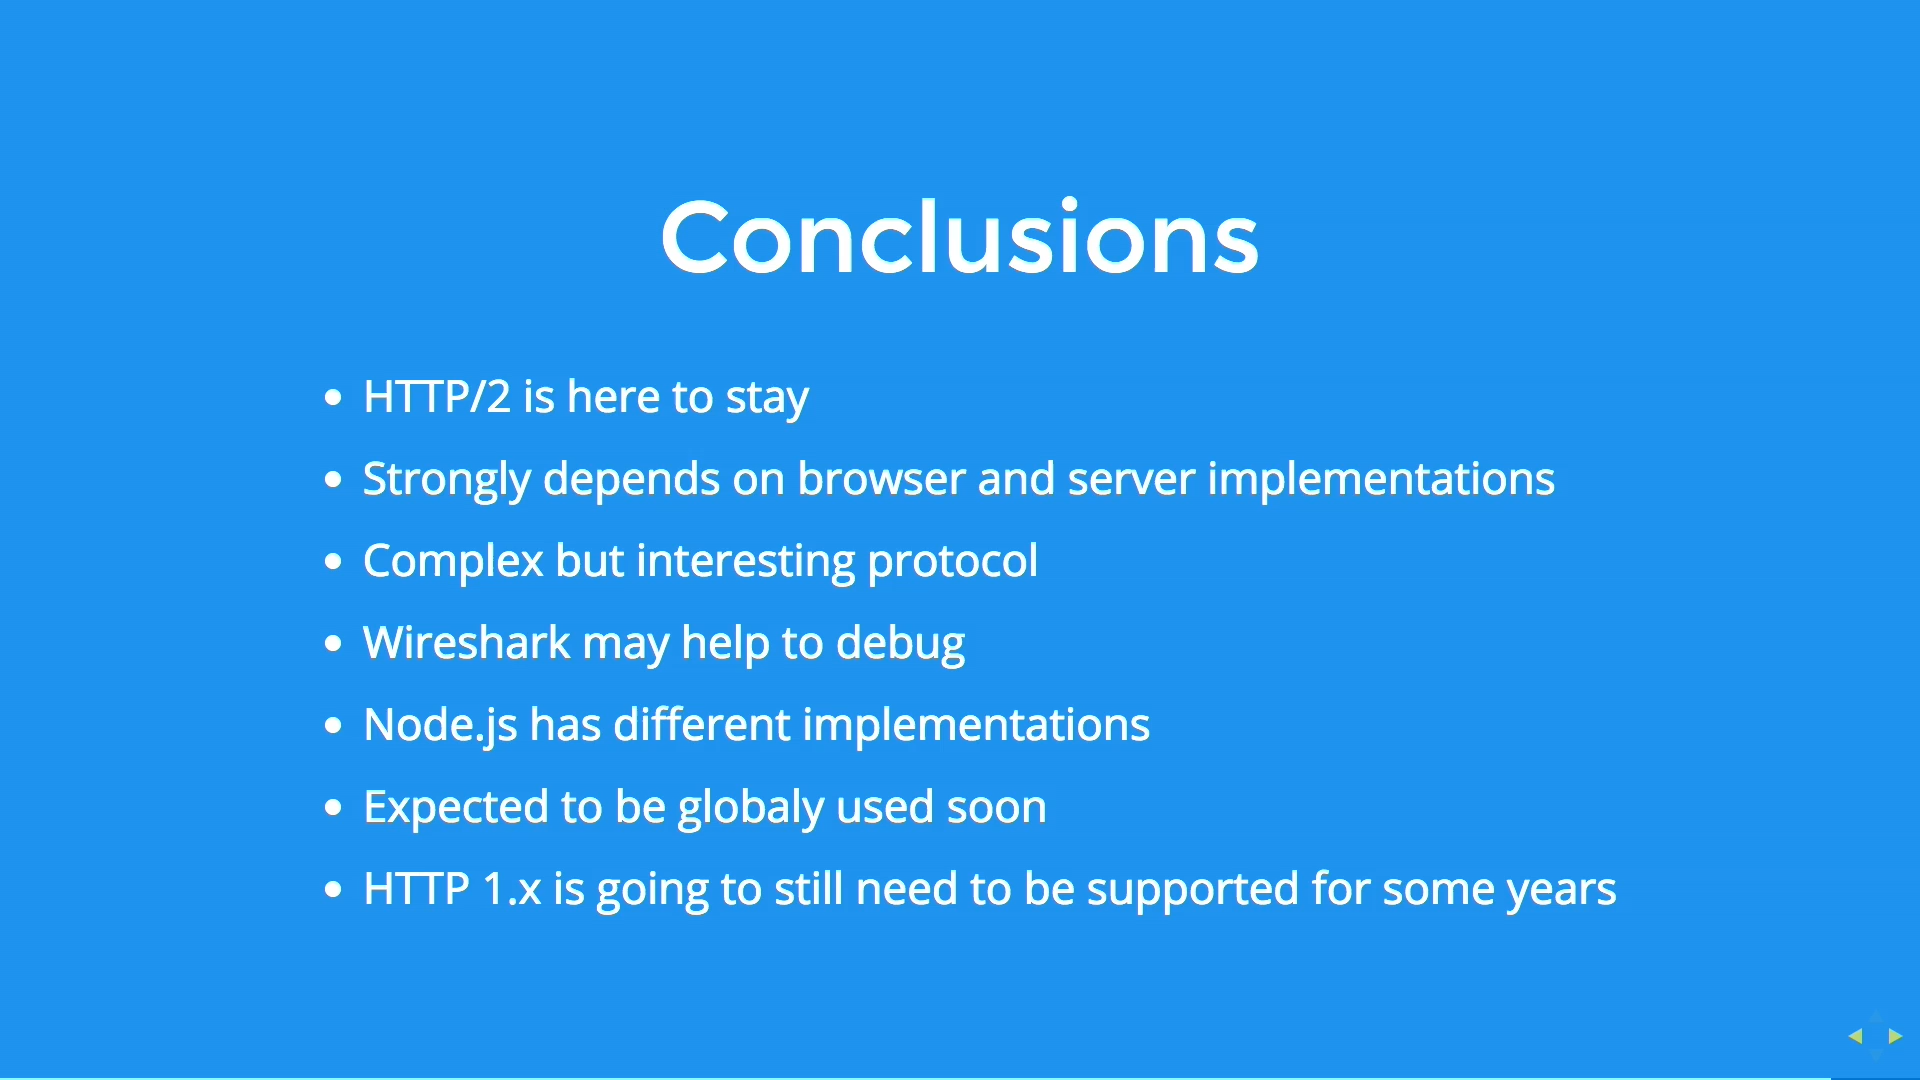 Conclusions
• HTTP/2 is here to stay
• Strongly depends on browser and server implementations
• Complex but interesting protocol
• Wireshark may help to debug
• Node.js has different implementations
• Expected to be globaly used soon
• HTTP 1.x is going to still need to be supported for some years